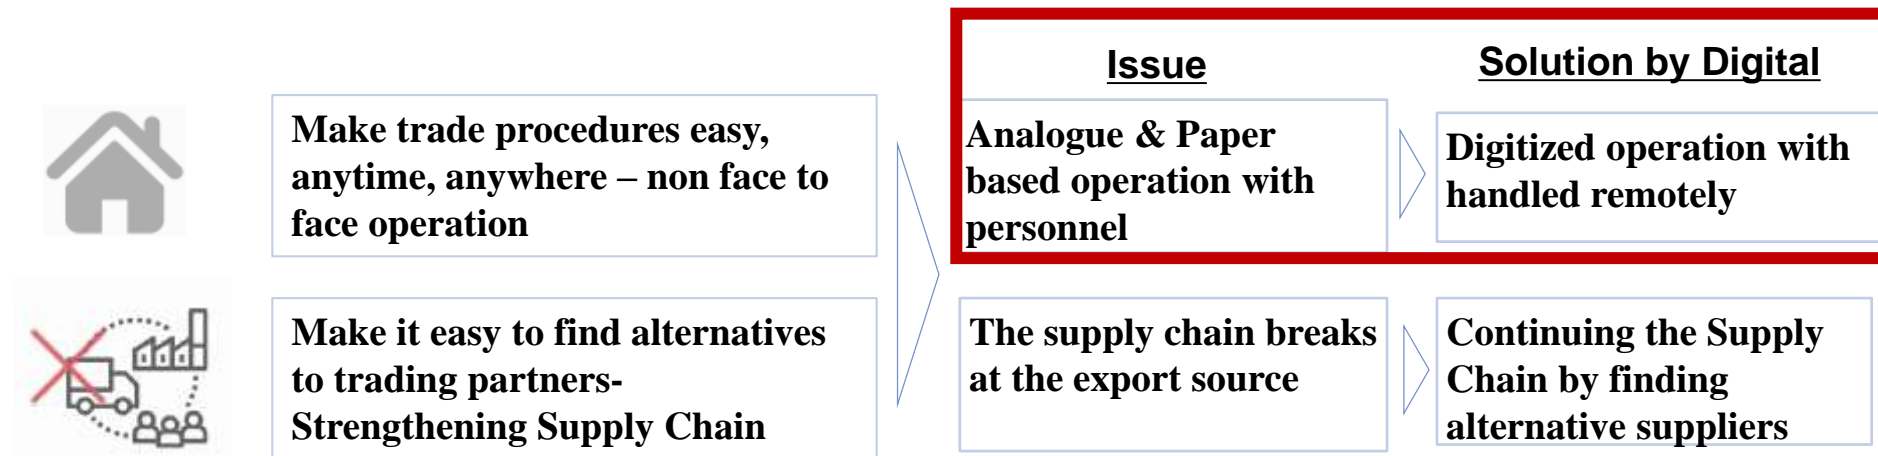 Issue
Solution by Digital
Make trade procedures easy,
anytime, anywhere – non face to
face operation
Analogue & Paper
based operation with
personnel
Digitized operation with
handled remotely
Make it easy to find alternatives
to trading partners-
Strengthening Supply Chain
The supply chain breaks
at the export source
Continuing the Supply
Chain by finding
alternative suppliers